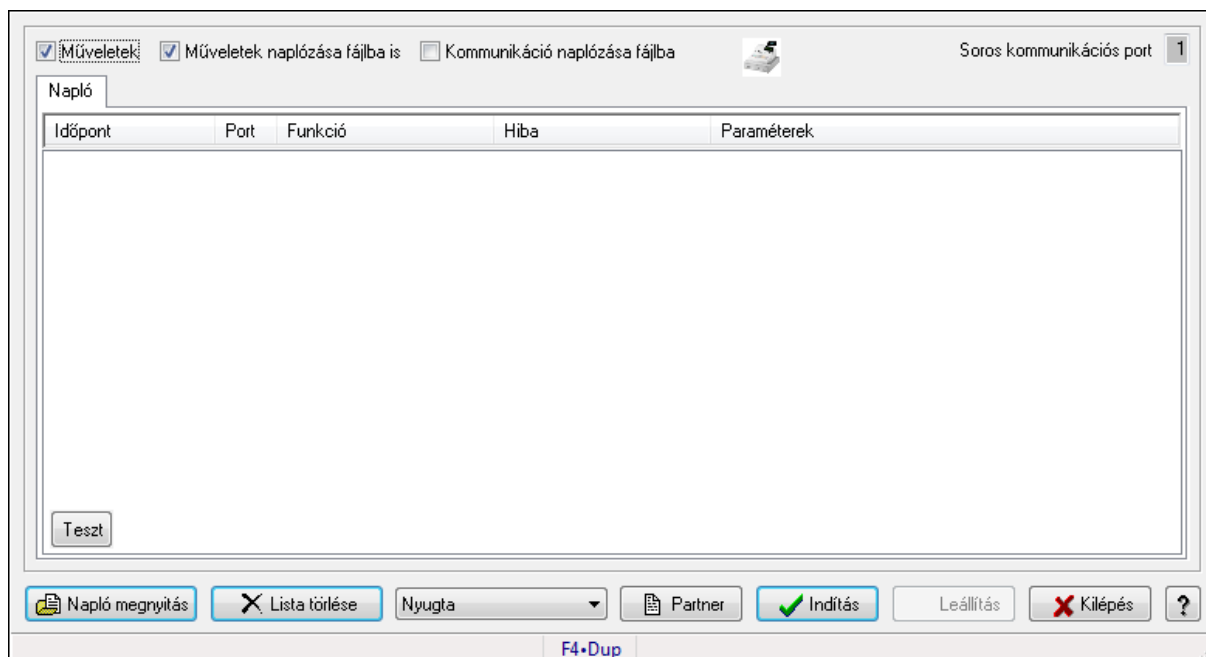 Műveletek Műveletek naplózása fájlba is Kommunikáció naplózása fájlba Soros kommunikációs port 1
Napló
Időpont Port Funkció Hiba Paraméterek
Teszt
Napló megnyitás Lista törlése Nyugta Partner Indítás Leállítás Kilépés ?
F4•Dup